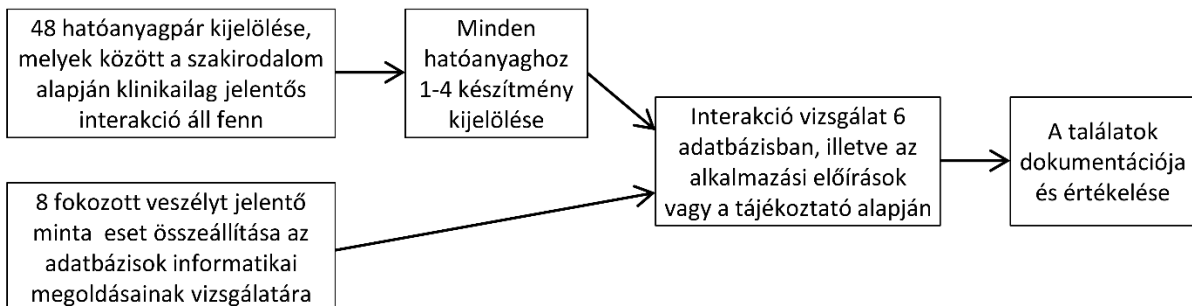 48 hatóanyagpár kijelölése,
melyek között a szakirodalom
alapján klinikailag jelentős
interakció áll fenn
Minden
hatóanyaghoz
1-4 készítmény
kijelölése
8 fokozott veszélyt jelentő
minta eset összeállítása az
adatbázisok informatikai
megoldásainak vizsgálatára
Interakció vizsgálat 6
adatbázisban, illetve az
alkalmazási előírások
vagy a tájékoztató alapján
A találatok
dokumentációja
és értékelése